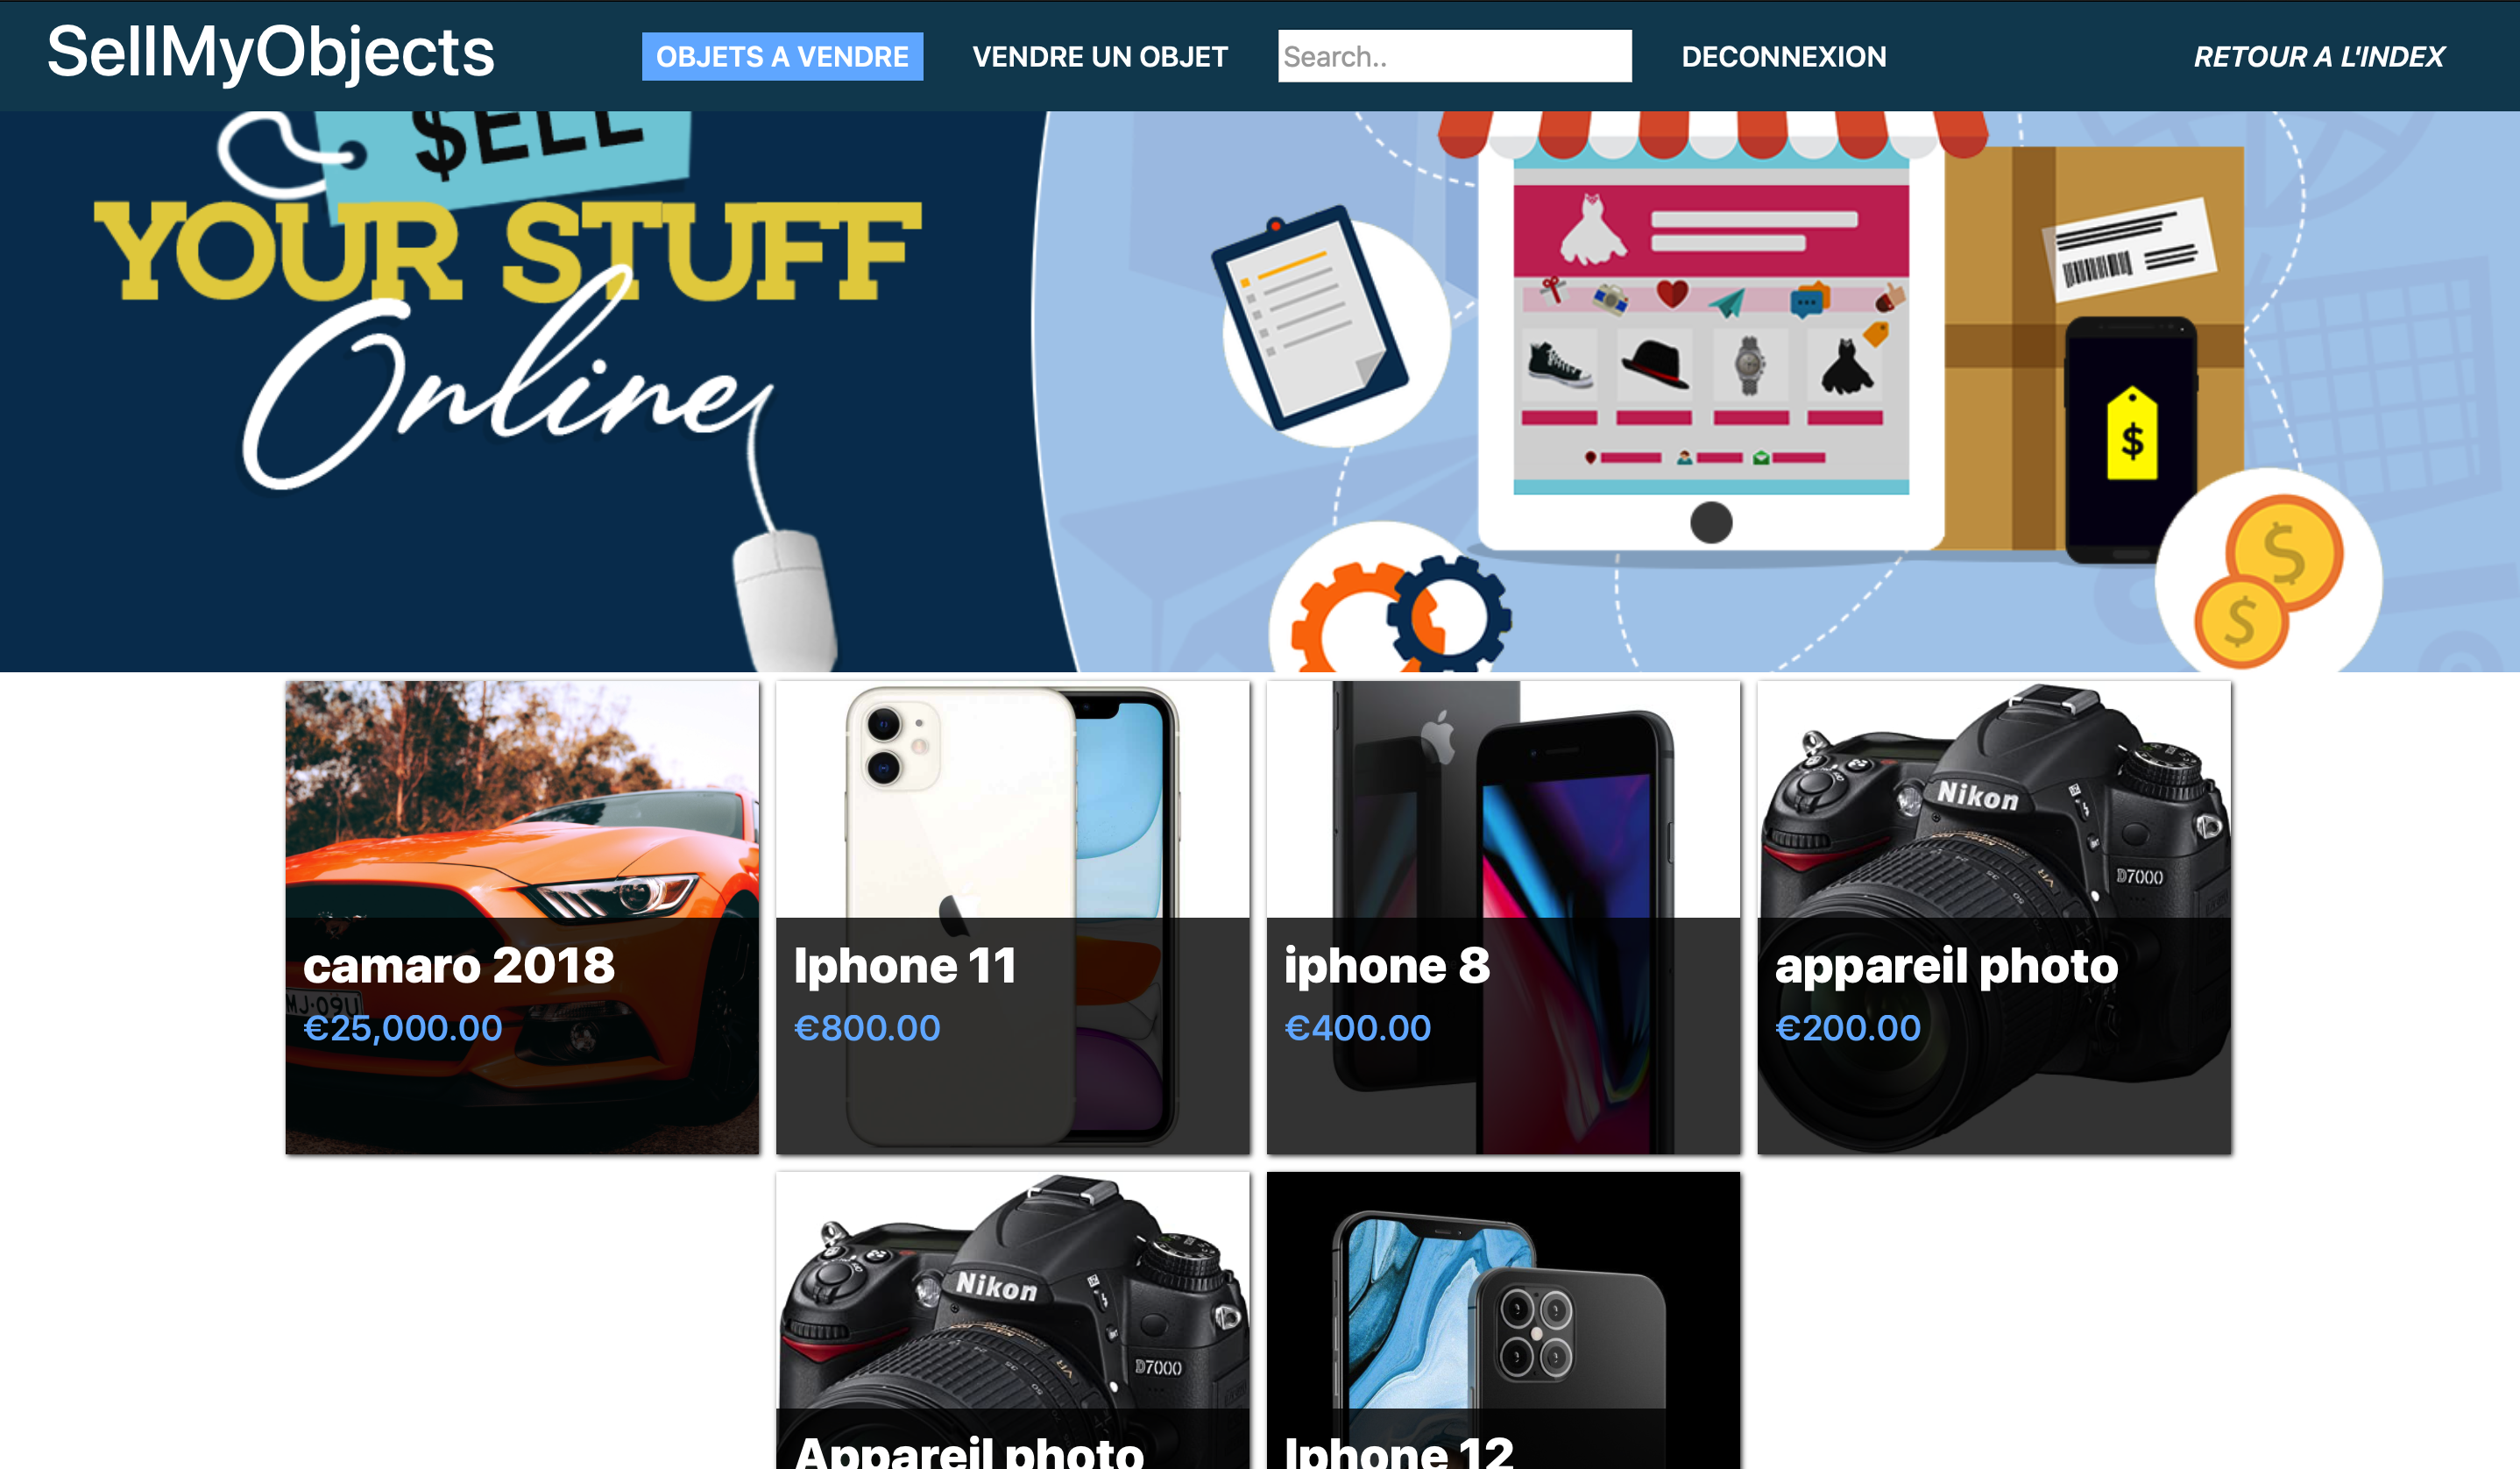 SellMyObjects
OBJETS A VENDRE
VENDRE UN OBJET
Search..
DECONNEXION
RETOUR A L'INDEX
$ELL
YOUR STUFF
Online
$
$
$
Nikon
D7000
camaro 2018
€25,000.00
Iphone 11
€800.00
iphone 8
€400.00
appareil photo
€200.00
Nikon
D7000
Appareil photo
Iphone 12